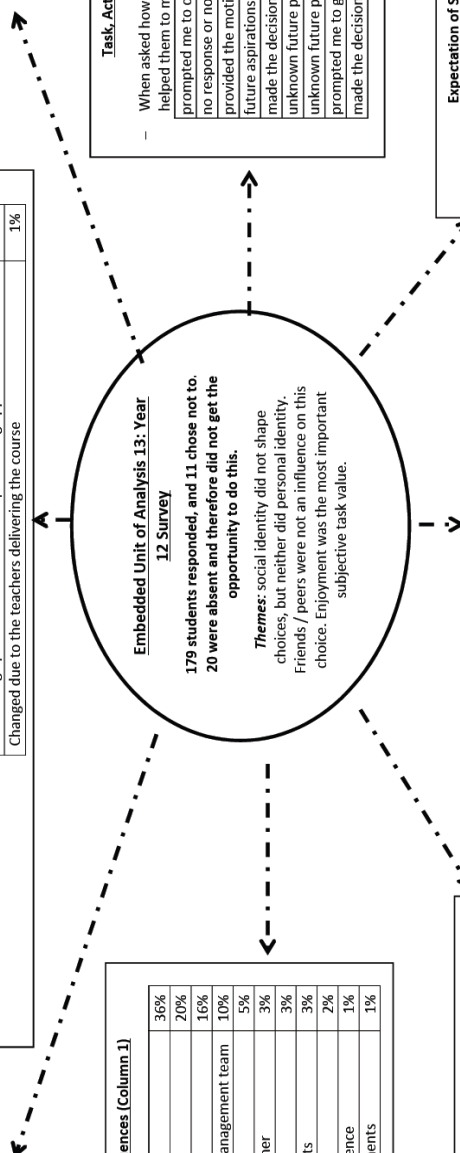 1%
Changed due to the teachers delivering the course
Task, Act
– When asked how
helped them to m
prompted me to
no response or no
provided the moti
future aspirations
made the decision
unknown future p
unknown future p
prompted me to g
made the decision
Expectation of S
Embedded Unit of Analysis 13: Year
12 Survey
179 students responded, and 11 chose not to.
20 were absent and therefore did not get the
opportunity to do this.
Themes: social identity did not shape
choices, but neither did personal identity.
Friends / peers were not an influence on this
choice. Enjoyment was the most important
subjective task value.
ences (Column 1)
36%
20%
16%
anagement team 10%
5%
her 3%
3%
ts 3%
2%
ence 1%
ents 1%